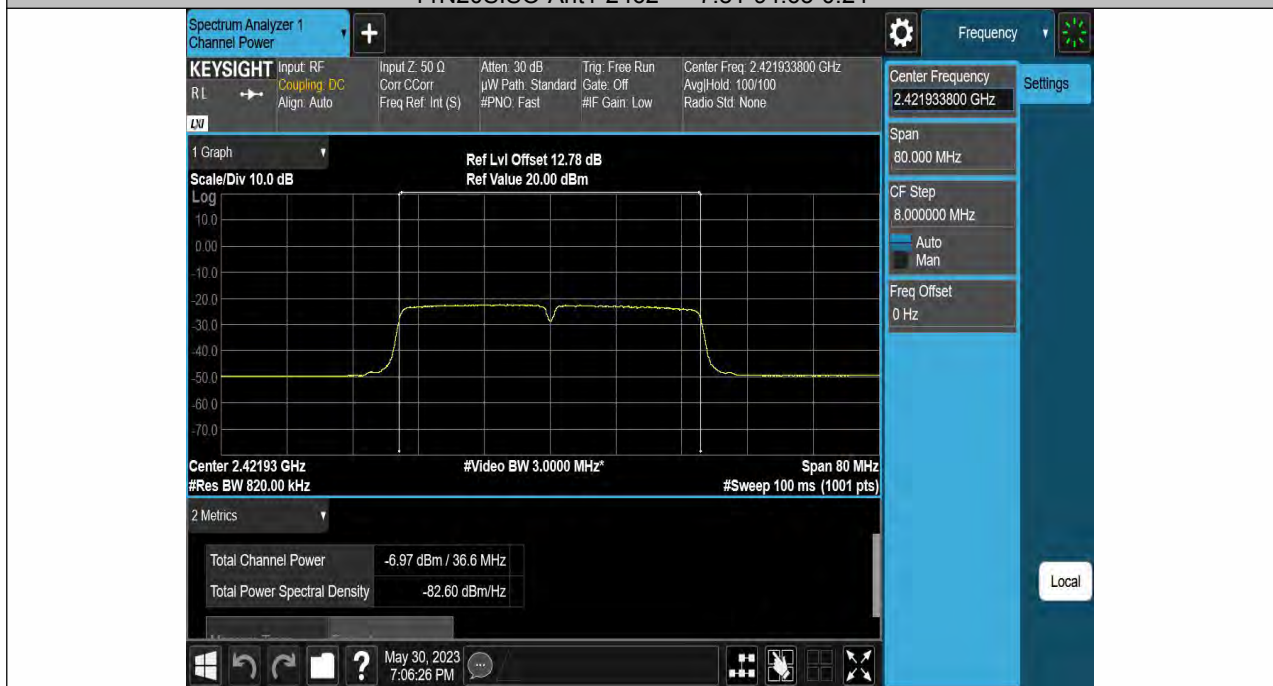 Spectrum Analyzer 1
Channel Power
+
Frequency
KEYSIGHT
RL
LXI
Input: RF
Coupling: DC
Align: Auto
Input Z: 50 Ω
Corr CCorr
Freq Ref: Int (S)
Atten: 30 dB
µW Path: Standard
#PNO: Fast
Trig: Free Run
Gate: Off
#IF Gain: Low
Center Freq: 2.421933800 GHz
Avg|Hold: 100/100
Radio Std: None
Center Frequency
2.421933800 GHz
Settings
Span
80.000 MHz
CF Step
8.000000 MHz
Auto
Man
Freq Offset
0 Hz
Local
1 Graph
Scale/Div 10.0 dB
Ref Lvl Offset 12.78 dB
Ref Value 20.00 dBm
Log
10.0
0.00
-10.0
-20.0
-30.0
-40.0
-50.0
-60.0
-70.0
Center 2.42193 GHz
#Video BW 3.0000 MHz*
Span 80 MHz
#Res BW 820.00 kHz
#Sweep 100 ms (1001 pts)
2 Metrics
Total Channel Power -6.97 dBm / 36.6 MHz
Total Power Spectral Density -82.60 dBm/Hz
?
May 30, 2023
7:06:26 PM